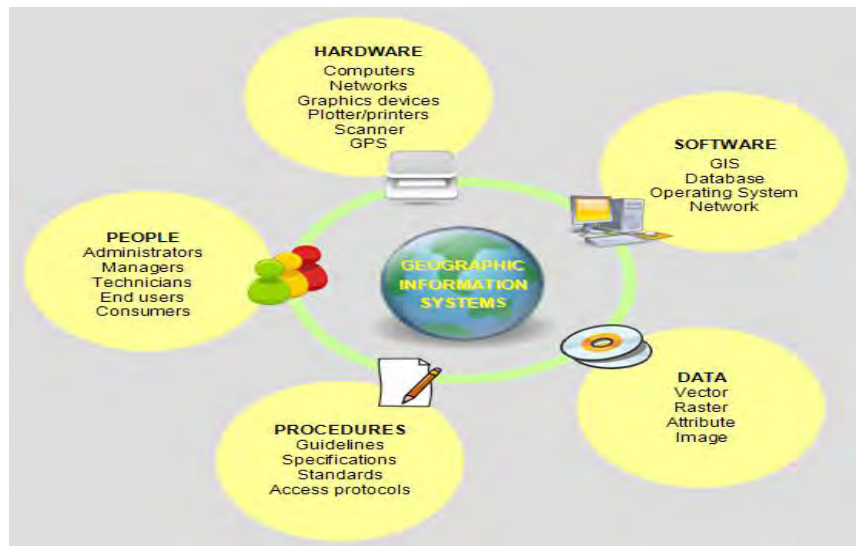 HARDWARE
Computers
Networks
Graphics devices
Plotter/printers
Scanner
GPS
SOFTWARE
GIS
Database
Operating System
Network
PEOPLE
Administrators
Managers
Technicians
End users
Consumers
GEOGRAPHIC
INFORMATION
SYSTEMS
DATA
Vector
Raster
Attribute
Image
PROCEDURES
Guidelines
Specifications
Standards
Access protocols